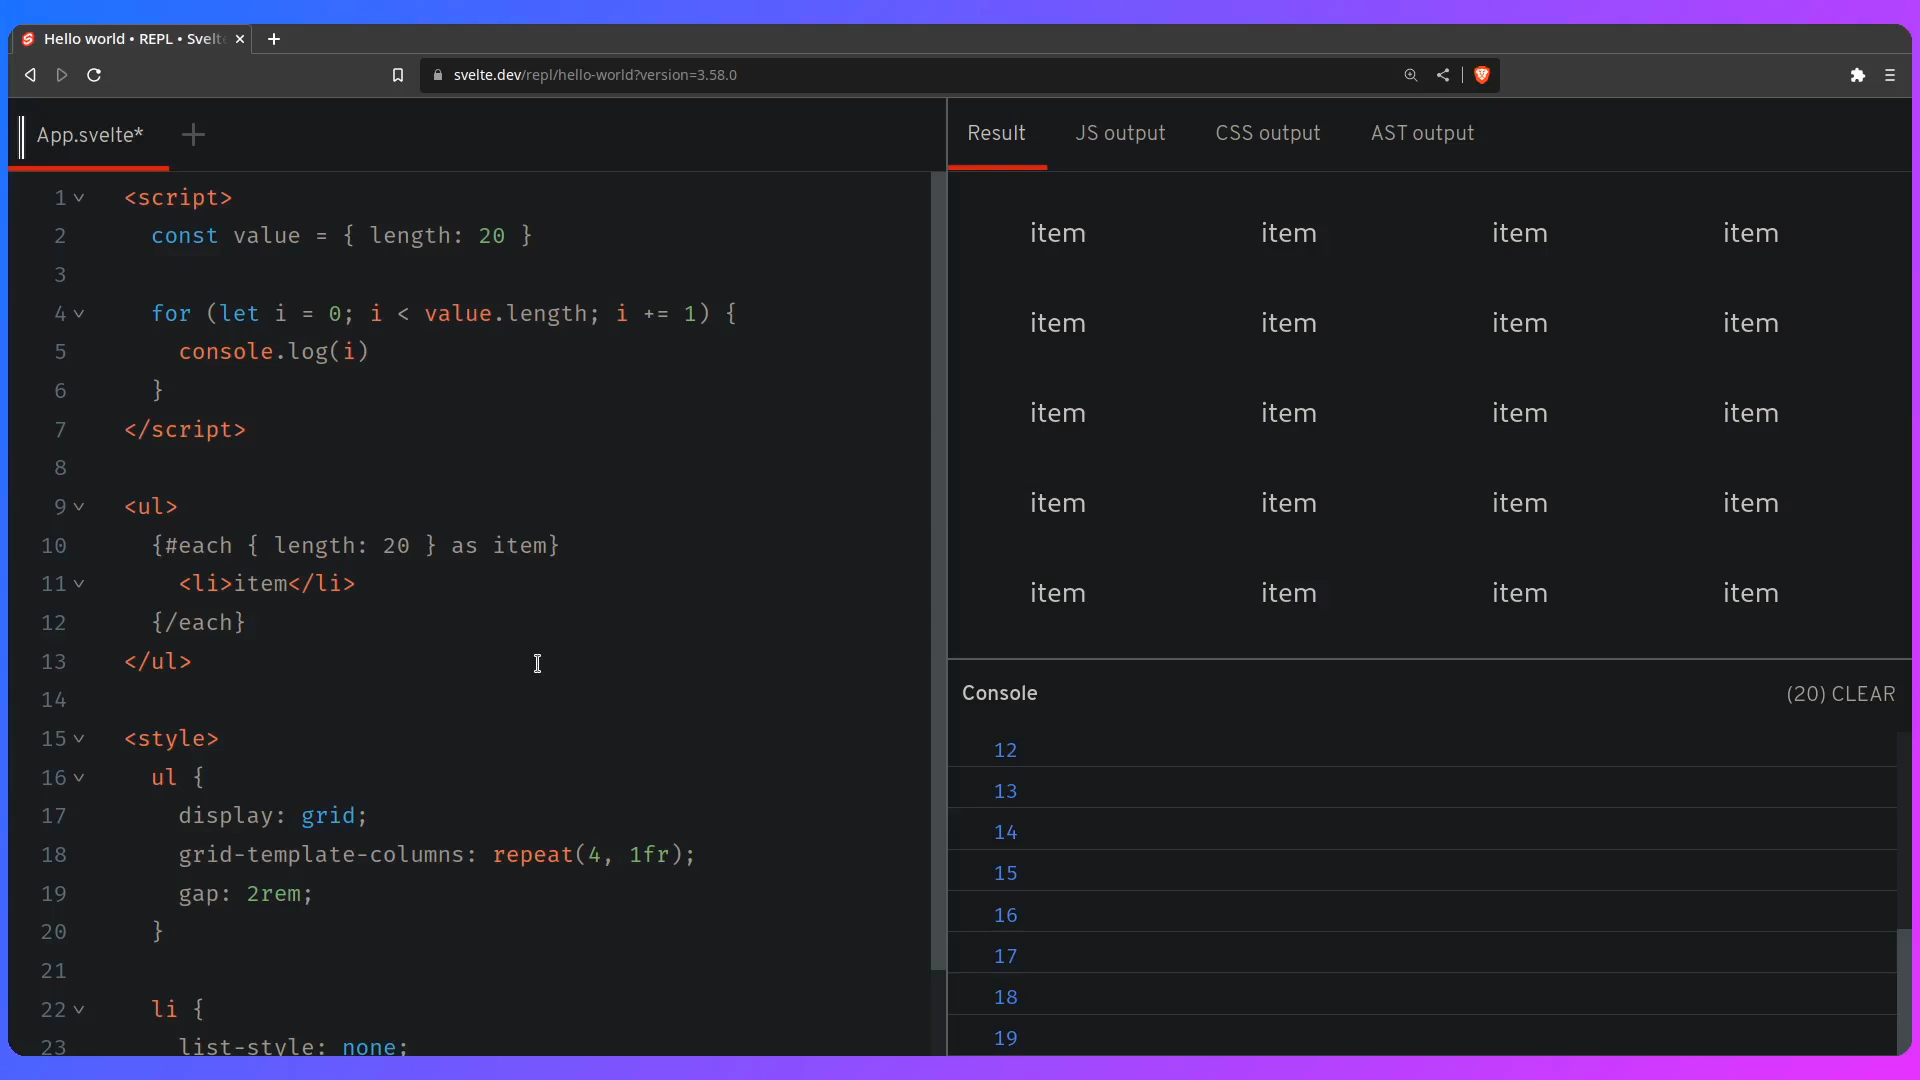 Hello world • REPL • Svelt
svelte.dev/repl/hello-world?version=3.58.0
App.svelte*
1 <script>
2 const value = { length: 20 }
3
4 for (let i = 0; i < value.length; i += 1) {
5 console.log(i)
6 }
7 </script>
8
9 <ul>
10 {#each { length: 20 } as item}
11 <li>item</li>
12 {/each}
13 </ul>
14
15 <style>
16 ul {
17 display: grid;
18 grid-template-columns: repeat(4, 1fr);
19 gap: 2rem;
20 }
21
22 li {
23 list-style: none;
Result JS output CSS output AST output
item item item item
item item item item
item item item item
item item item item
item item item item
Console (20) CLEAR
12
13
14
15
16
17
18
19